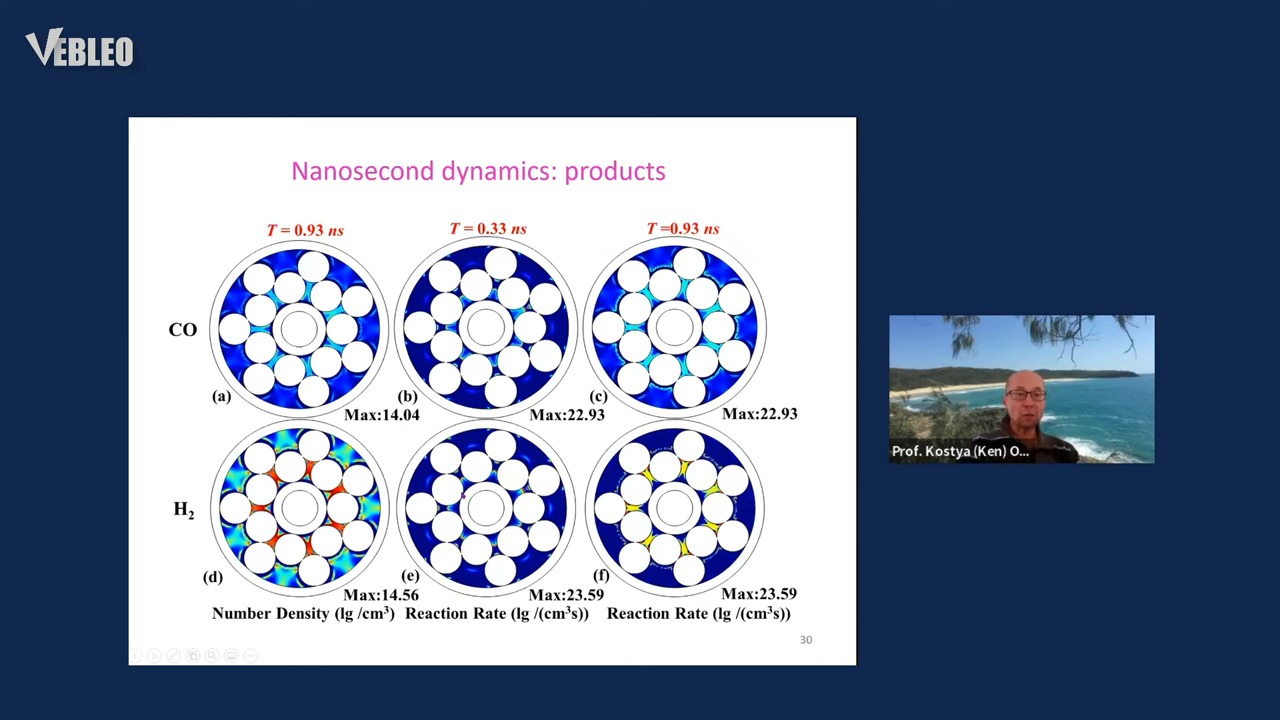 VEBLEO
Nanosecond dynamics: products
T = 0.93 ns
T = 0.33 ns
T =0.93 ns
CO
(a)
Max:14.04
(b)
Max:22.93
(c)
Max:22.93
H2
(d)
Max:14.56
(e)
Max:23.59
(f)
Max:23.59
Number Density (lg /cm³)
Reaction Rate (lg /(cm³s))
Reaction Rate (lg /(cm³s))
30
Prof. Kostya (Ken) O...